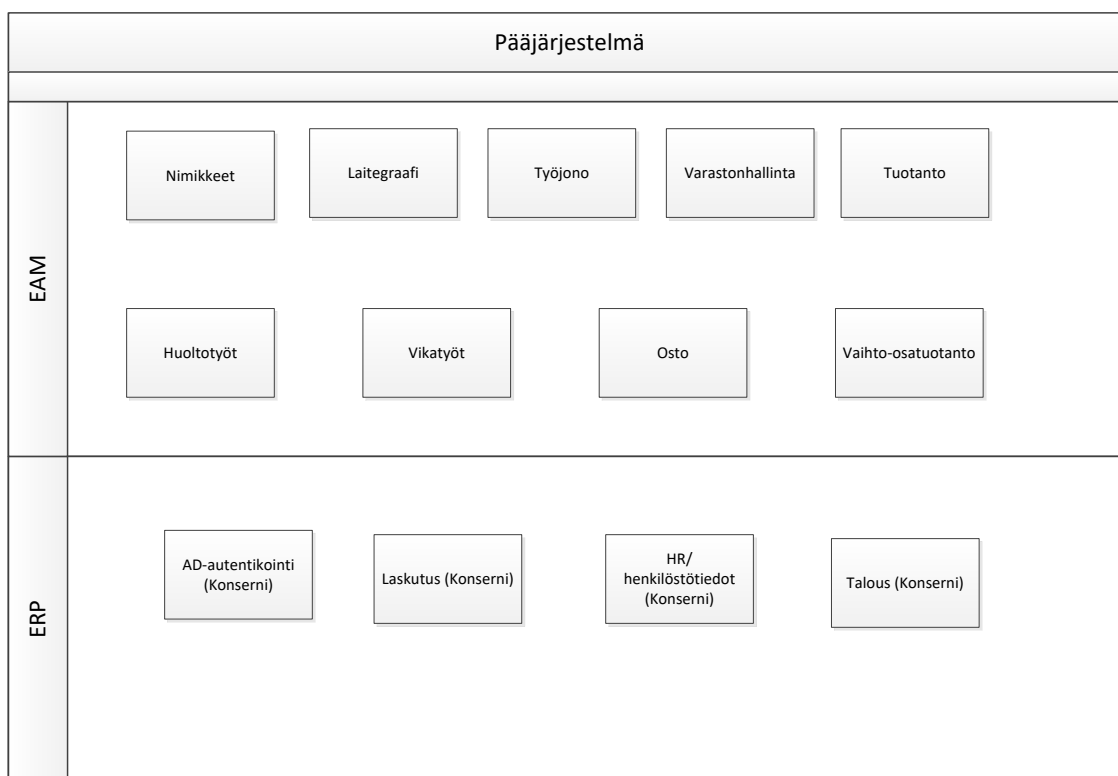 Pääjärjestelmä
EAM
Nimikkeet
Laitegraafi
Työjono
Varastonhallinta
Tuotanto
Huoltotyöt
Vikatyöt
Osto
Vaihto-osatuotanto
ERP
AD-autentikointi
(Konserni)
Laskutus (Konserni)
HR/
henkilöstötiedot
(Konserni)
Talous (Konserni)